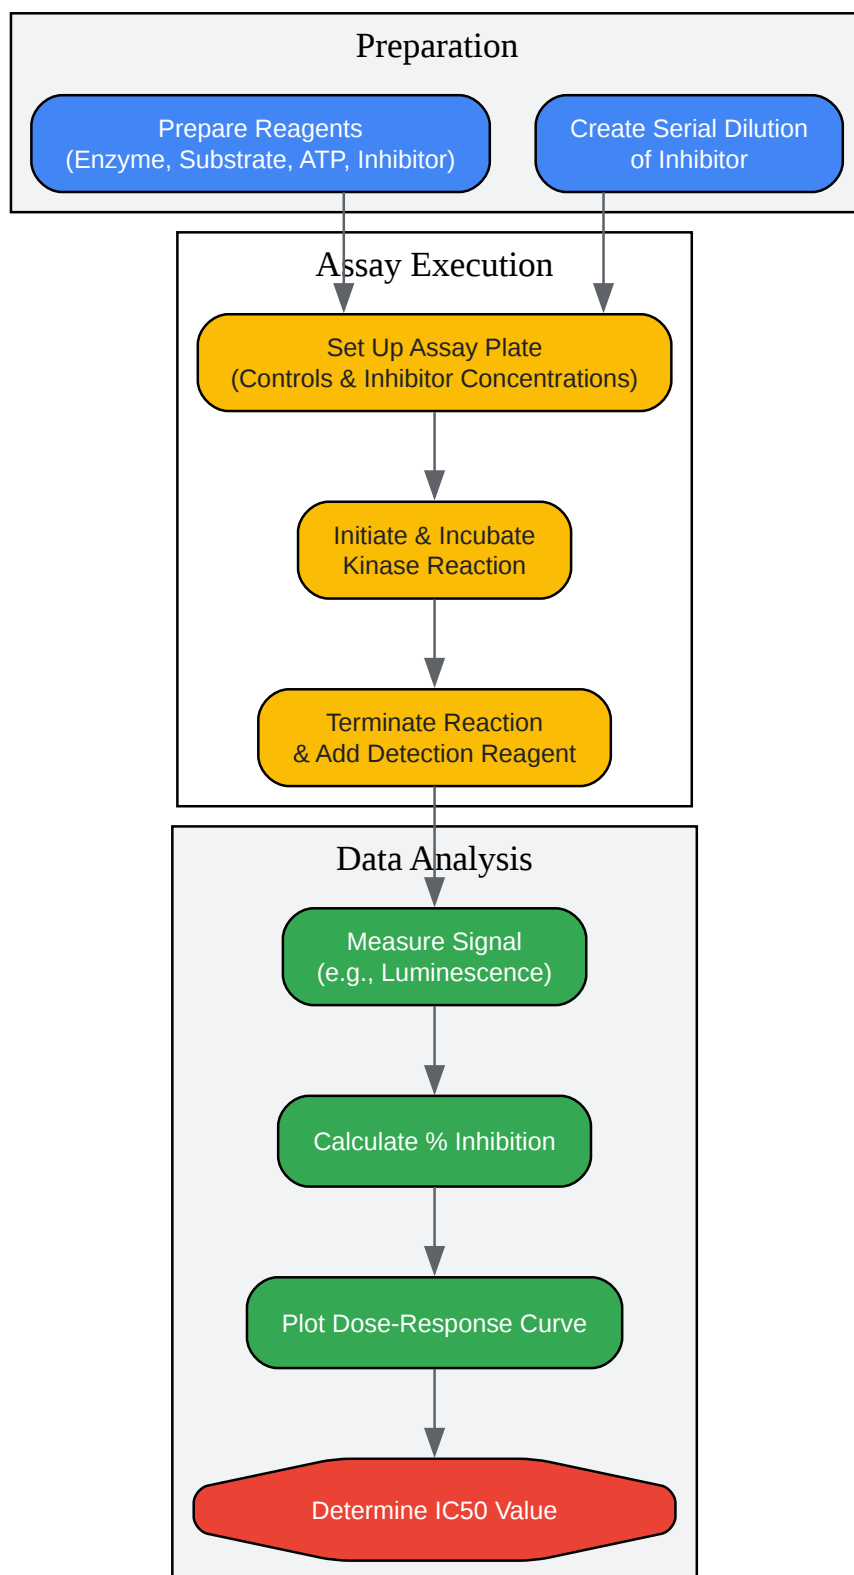 Preparation
Prepare Reagents
(Enzyme, Substrate, ATP, Inhibitor)
Create Serial Dilution
of Inhibitor
Assay Execution
Set Up Assay Plate
(Controls & Inhibitor Concentrations)
Initiate & Incubate
Kinase Reaction
Terminate Reaction
& Add Detection Reagent
Data Analysis
Measure Signal
(e.g., Luminescence)
Calculate % Inhibition
Plot Dose-Response Curve
Determine IC50 Value